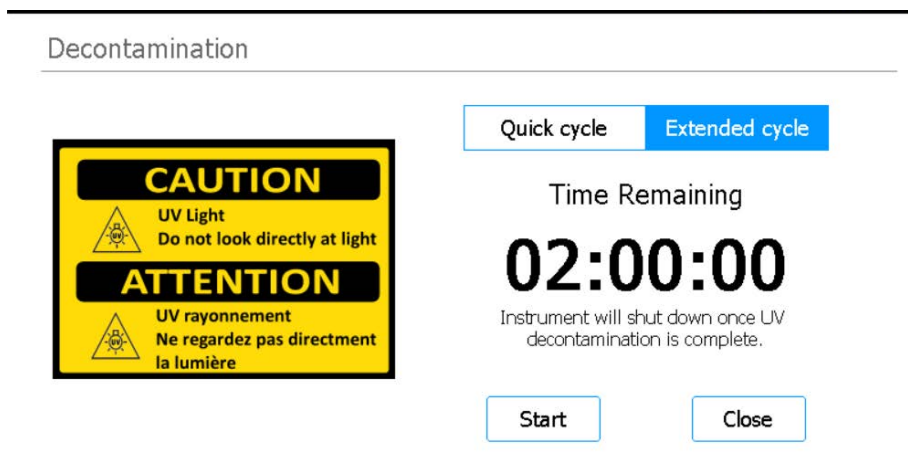 Decontamination
CAUTION
UV
UV Light
Do not look directly at light
ATTENTION
UV
UV rayonnement
Ne regardez pas directment
la lumière
Quick cycle
Extended cycle
Time Remaining
02:00:00
Instrument will shut down once UV
decontamination is complete.
Start
Close